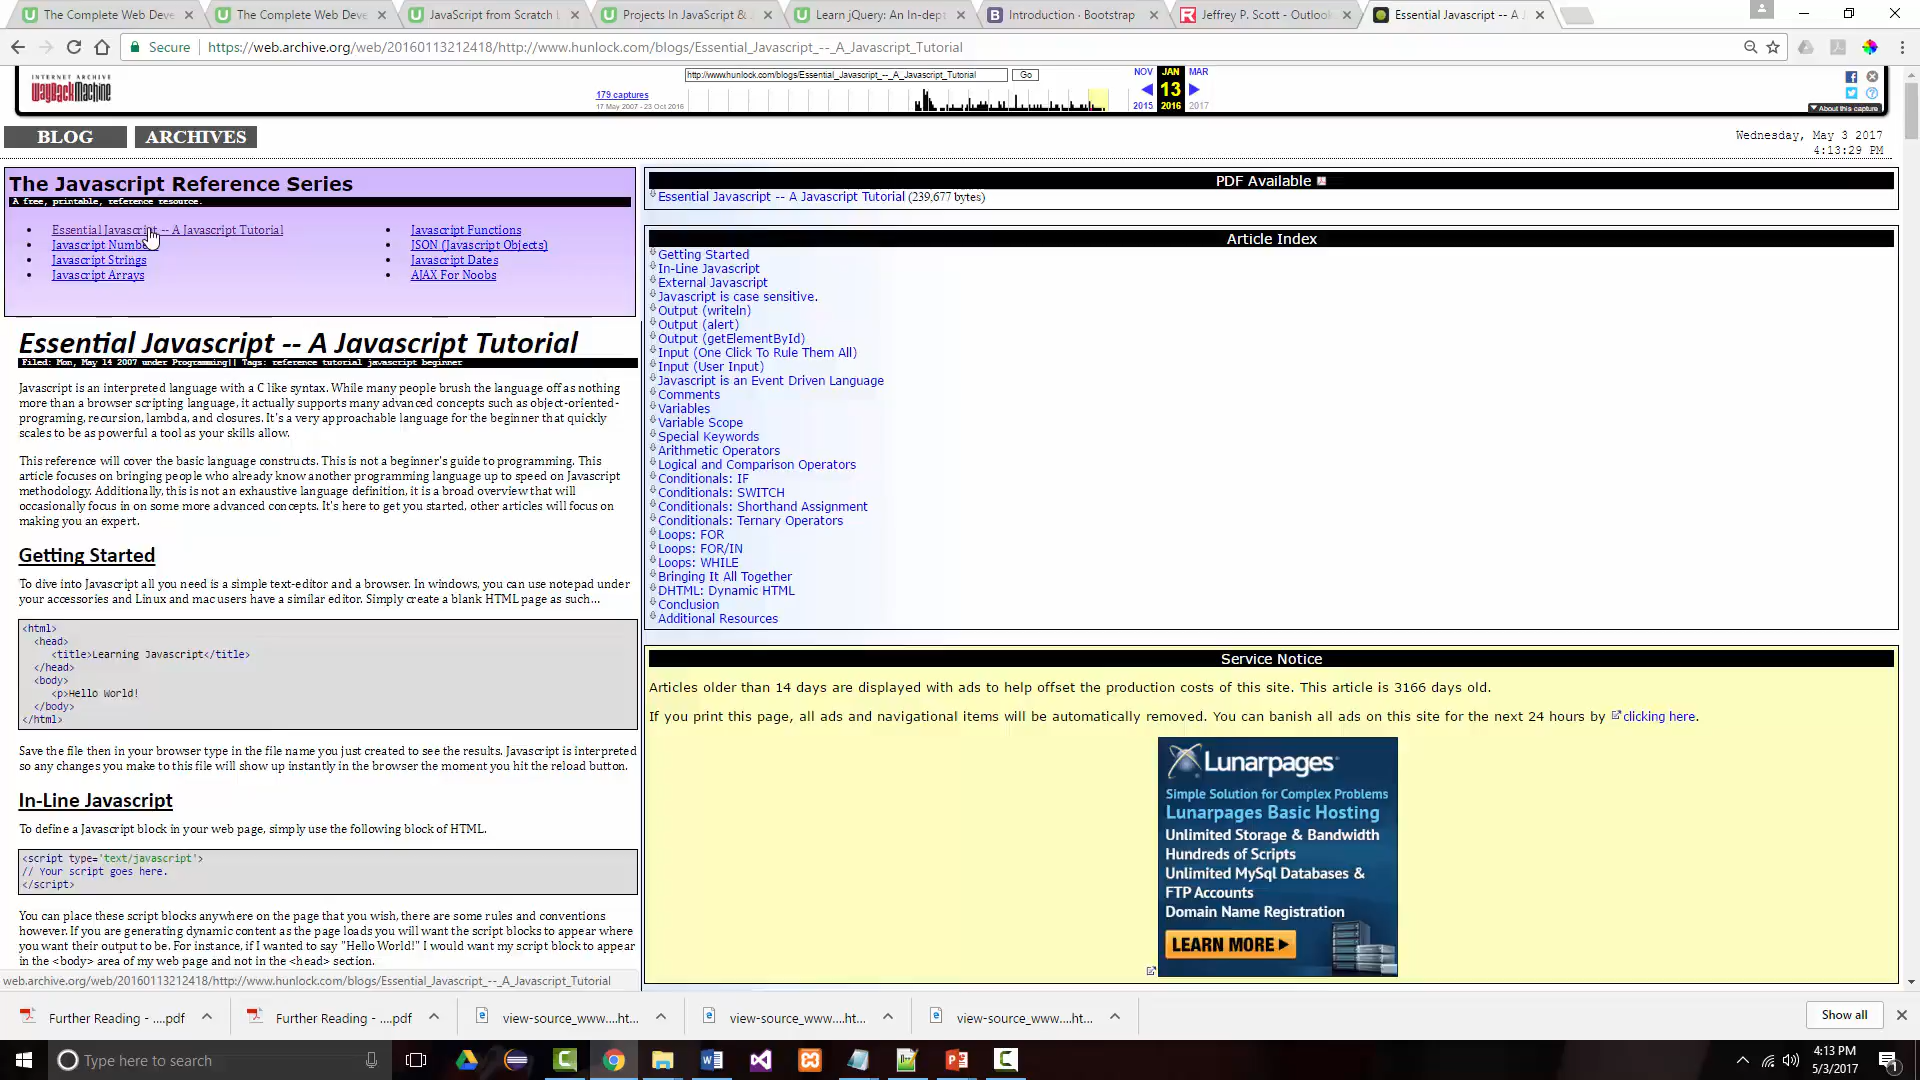 The Complete Web Deve
The Complete Web Deve
JavaScript from Scratch
Projects In JavaScript &
Learn jQuery: An In-dept
Introduction · Bootstrap
Jeffrey P. Scott - Outlook
Essential Javascript -- A J
Secure https://web.archive.org/web/20160113212418/http://www.hunlock.com/blogs/Essential_Javascript_--_A_Javascript_Tutorial
INTERNET ARCHIVE
WayBackMachine
http://www.hunlock.com/blogs/Essential_Javascript_--_A_Javascript_Tutorial Go
179 captures
17 May 2007 - 23 Oct 2016
NOV JAN MAR
13
2015 2016 2017
About this capture
BLOG ARCHIVES
Wednesday, May 3 2017
4:13:29 PM
The Javascript Reference Series
A free, printable, reference resource.
Essential Javascript -- A Javascript Tutorial
Javascript Numbe
Javascript Strings
Javascript Arrays
Javascript Functions
JSON (Javascript Objects)
Javascript Dates
AJAX For Noobs
Essential Javascript -- A Javascript Tutorial
Filed: Mon, May 14 2007 under Programming|| Tags: reference tutorial javascript beginner
Javascript is an interpreted language with a C like syntax. While many people brush the language off as nothing
more than a browser scripting language, it actually supports many advanced concepts such as object-oriented-
programing, recursion, lambda, and closures. It's a very approachable language for the beginner that quickly
scales to be as powerful a tool as your skills allow.
This reference will cover the basic language constructs. This is not a beginner's guide to programming. This
article focuses on bringing people who already know another programming language up to speed on Javascript
methodology. Additionally, this is not an exhaustive language definition, it is a broad overview that will
occasionally focus in on some more advanced concepts. It's here to get you started, other articles will focus on
making you an expert.
Getting Started
To dive into Javascript all you need is a simple text-editor and a browser. In windows, you can use notepad under
your accessories and Linux and mac users have a similar editor. Simply create a blank HTML page as such...
<html>
<head>
<title>Learning Javascript</title>
</head>
<body>
<p>Hello World!
</body>
</html>
Save the file then in your browser type in the file name you just created to see the results. Javascript is interpreted
so any changes you make to this file will show up instantly in the browser the moment you hit the reload button.
In-Line Javascript
To define a Javascript block in your web page, simply use the following block of HTML.
<script type='text/javascript'>
// Your script goes here.
</script>
You can place these script blocks anywhere on the page that you wish, there are some rules and conventions
however. If you are generating dynamic content as the page loads you will want the script blocks to appear where
you want their output to be. For instance, if I wanted to say "Hello World!" I would want my script block to appear
in the <body> area of my web page and not in the <head> section.
web.archive.org/web/20160113212418/http://www.hunlock.com/blogs/Essential_Javascript_--_A_Javascript_Tutorial
PDF Available
Essential Javascript -- A Javascript Tutorial (239,677 bytes)
Article Index
Getting Started
In-Line Javascript
External Javascript
Javascript is case sensitive.
Output (writeln)
Output (alert)
Output (getElementById)
Input (One Click To Rule Them All)
Input (User Input)
Javascript is an Event Driven Language
Comments
Variables
Variable Scope
Special Keywords
Arithmetic Operators
Logical and Comparison Operators
Conditionals: IF
Conditionals: SWITCH
Conditionals: Shorthand Assignment
Conditionals: Ternary Operators
Loops: FOR
Loops: FOR/IN
Loops: WHILE
Bringing It All Together
DHTML: Dynamic HTML
Conclusion
Additional Resources
Service Notice
Articles older than 14 days are displayed with ads to help offset the production costs of this site. This article is 3166 days old.
If you print this page, all ads and navigational items will be automatically removed. You can banish all ads on this site for the next 24 hours by clicking here.
Lunarpages
Simple Solution for Complex Problems
Lunarpages Basic Hosting
Unlimited Storage & Bandwidth
Hundreds of Scripts
Unlimited MySql Databases &
FTP Accounts
Domain Name Registration
LEARN MORE
Further Reading - ....pdf
Further Reading - ....pdf
view-source_www....ht...
view-source_www....ht...
view-source_www....ht...
Show all
Type here to search
4:13 PM
5/3/2017